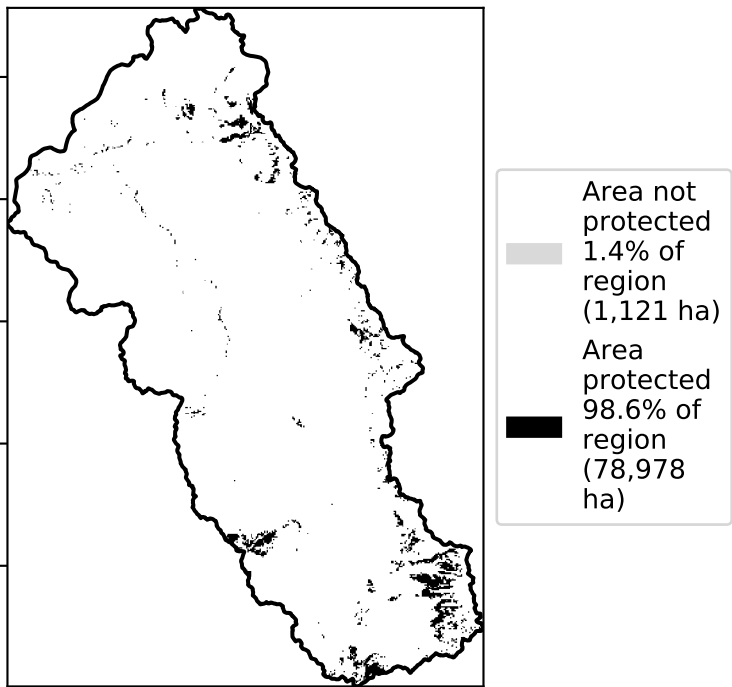 Area not
protected
1.4% of
region
(1,121 ha)
Area
protected
98.6% of
region
(78,978
ha)